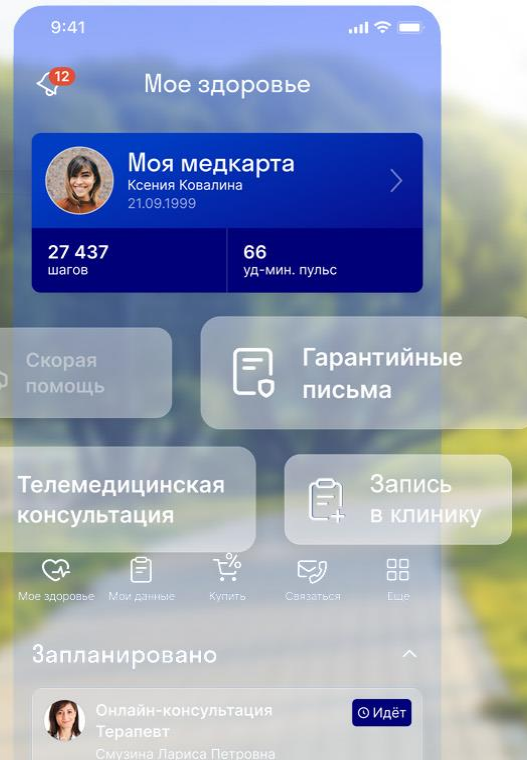 9:41
12
Мое здоровье
Моя медкарта
Ксения Ковалина
21.09.1999
27 437
шагов
66
уд-мин. пульс
Скорая
помощь
Гарантийные
письма
Телемедицинская
консультация
Запись
в клинику
Мое здоровье
Мои данные
Купить
Связаться
Еще
Запланировано
Онлайн-консультация
Терапевт
Идёт
Смузина Лариса Петровна